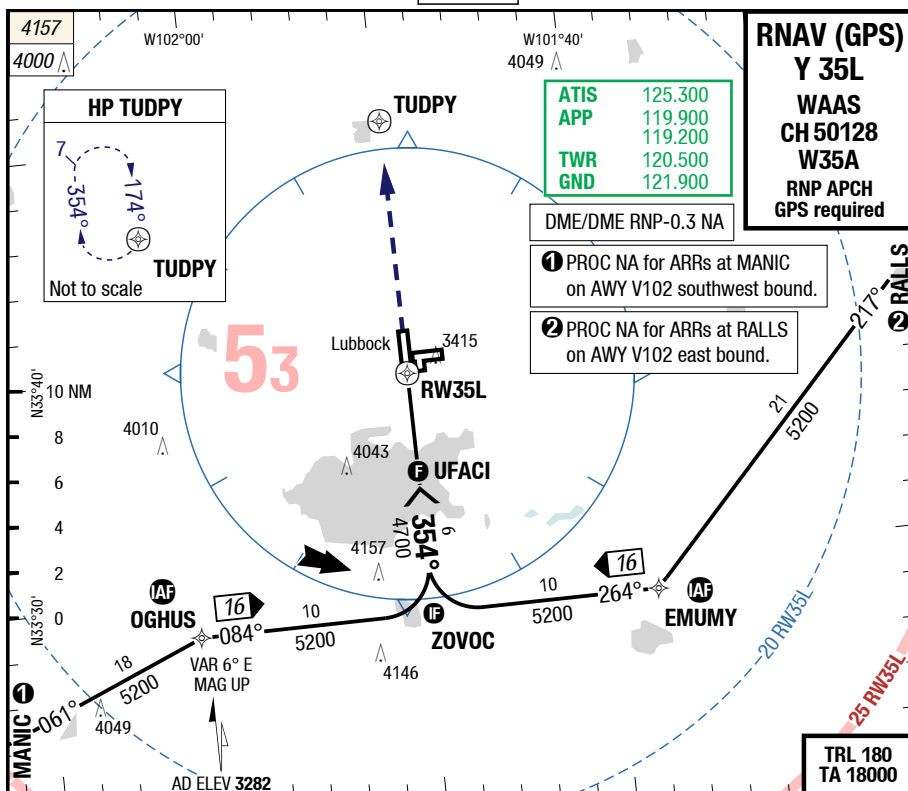 4157
4000
W102°00'
W101°40'
4049
RNAV (GPS)
Y 35L
WAAS
CH 50128
W35A
RNP APCH
GPS required
HP TUDPY
7
354°
174°
TUDPY
Not to scale
TUDPY
ATIS 125.300
APP 119.900
119.200
TWR 120.500
GND 121.900
DME/DME RNP-0.3 NA
1 PROC NA for ARRs at MANIC
on AWY V102 southwest bound.
2 PROC NA for ARRs at RALLS
on AWY V102 east bound.
RALLS
2
217°
21
5200
53
Lubbock
3415
RW35L
N33°40'
10 NM
8
6
4
2
0
N33°30'
4010
4043
F UFACI
354°
6
4700
4157
IAF
OGHUS
16
084°
10
5200
IF
ZOVOC
10
5200
16
264°
IAF
EMUMY
VAR 6° E
MAG UP
4146
18
5200
061°
1
MANIC
4049
AD ELEV 3282
20 RW35L
25 RW35L
TRL 180
TA 18000